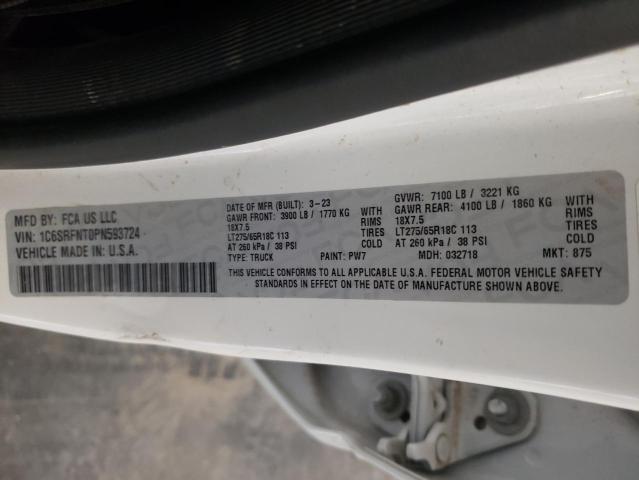 MFD BY: FCA US LLC
VIN: 1C6SRFNT0PN593724
VEHICLE MADE IN U.S.A.
DATE OF MFR (BUILT): 3-23
GAWR FRONT: 3900 LB / 1770 KG WITH
18X7.5 RIMS
LT275/65R18C 113
AT 260 kPa / 38 PSI COLD
TYPE: TRUCK PAINT: PW7
GVWR: 7100 LB / 3221 KG
GAWR REAR: 4100 LB / 1860 KG WITH
18X7.5 RIMS
LT275/65R18C 113
AT 260 kPa / 38 PSI COLD
MDH: 032718 MKT: 875
THIS VEHICLE CONFORMS TO ALL APPLICABLE U.S.A. FEDERAL MOTOR VEHICLE SAFETY
STANDARDS IN EFFECT ON THE DATE OF MANUFACTURE SHOWN ABOVE.